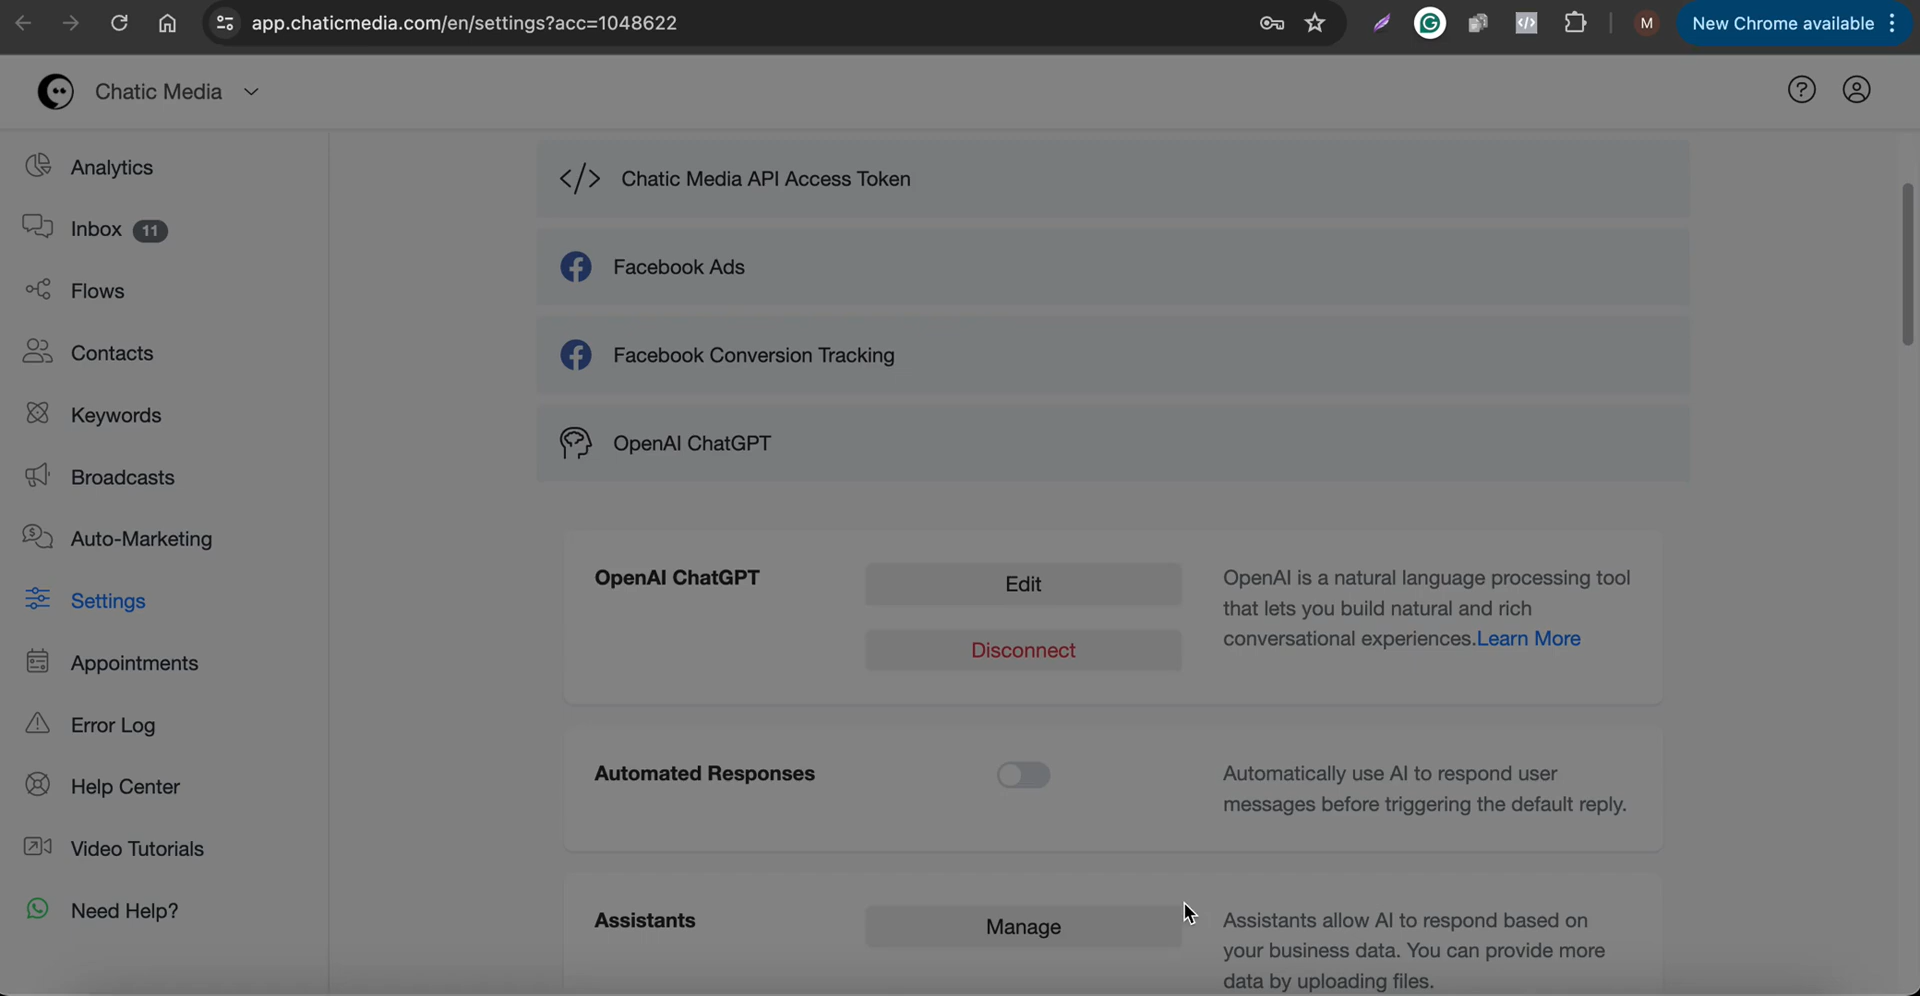 app.chaticmedia.com/en/settings?acc=1048622
M
New Chrome available
Chatic Media
Analytics
Inbox 11
Flows
Contacts
Keywords
Broadcasts
Auto-Marketing
Settings
Appointments
Error Log
Help Center
Video Tutorials
Need Help?
</> Chatic Media API Access Token
Facebook Ads
Facebook Conversion Tracking
OpenAI ChatGPT
OpenAI ChatGPT
Edit
Disconnect
OpenAI is a natural language processing tool
that lets you build natural and rich
conversational experiences.Learn More
Automated Responses
Automatically use AI to respond user
messages before triggering the default reply.
Assistants
Manage
Assistants allow AI to respond based on
your business data. You can provide more
data by uploading files.